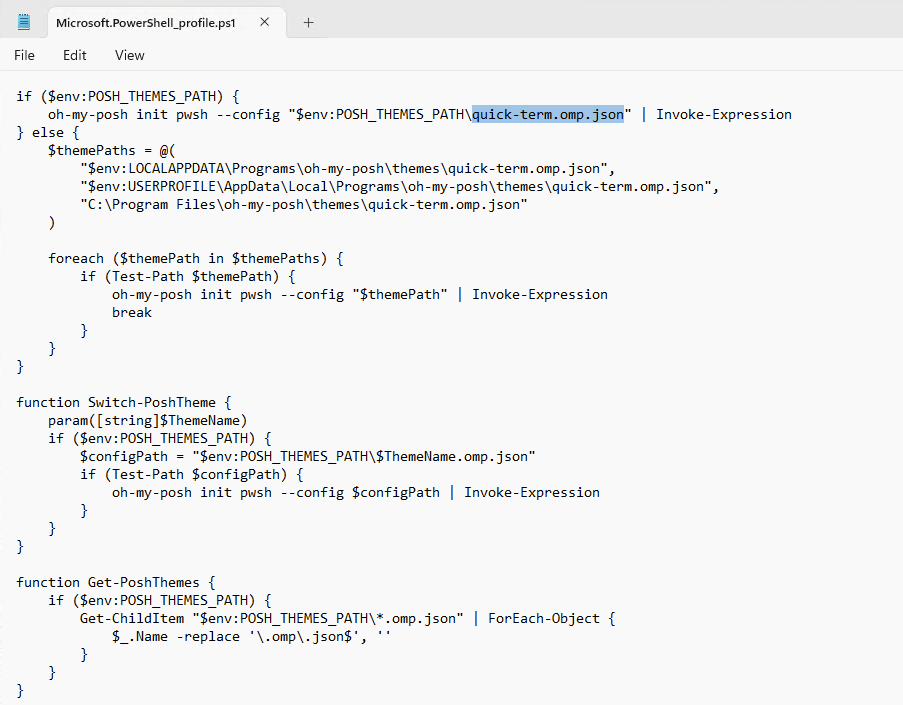 Microsoft.PowerShell_profile.ps1
File Edit View
if ($env:POSH_THEMES_PATH) {
    oh-my-posh init pwsh --config "$env:POSH_THEMES_PATH\quick-term.omp.json" | Invoke-Expression
} else {
    $themePaths = @(
        "$env:LOCALAPPDATA\Programs\oh-my-posh\themes\quick-term.omp.json",
        "$env:USERPROFILE\AppData\Local\Programs\oh-my-posh\themes\quick-term.omp.json",
        "C:\Program Files\oh-my-posh\themes\quick-term.omp.json"
    )

    foreach ($themePath in $themePaths) {
        if (Test-Path $themePath) {
            oh-my-posh init pwsh --config "$themePath" | Invoke-Expression
            break
        }
    }
}

function Switch-PoshTheme {
    param([string]$ThemeName)
    if ($env:POSH_THEMES_PATH) {
        $configPath = "$env:POSH_THEMES_PATH\$ThemeName.omp.json"
        if (Test-Path $configPath) {
            oh-my-posh init pwsh --config $configPath | Invoke-Expression
        }
    }
}

function Get-PoshThemes {
    if ($env:POSH_THEMES_PATH) {
        Get-ChildItem "$env:POSH_THEMES_PATH\*.omp.json" | ForEach-Object {
            $_.Name -replace '\.omp\.json$', ''
        }
    }
}